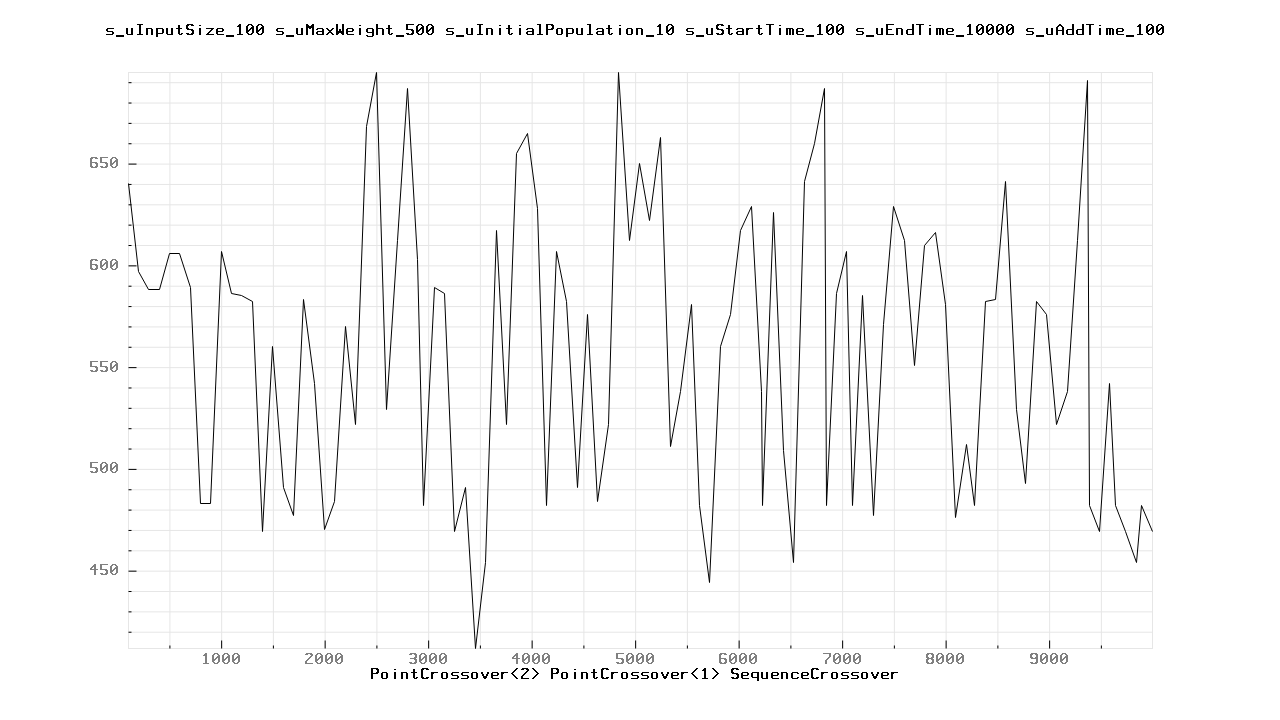 s_uInputSize_100 s_uMaxWeight_500 s_uInitialPopulation_10 s_uStartTime_100 s_uEndTime_10000 s_uAddTime_100
650
600
550
500
450
1000 2000 3000 4000 5000 6000 7000 8000 9000
PointCrossover<2> PointCrossover<1> SequenceCrossover